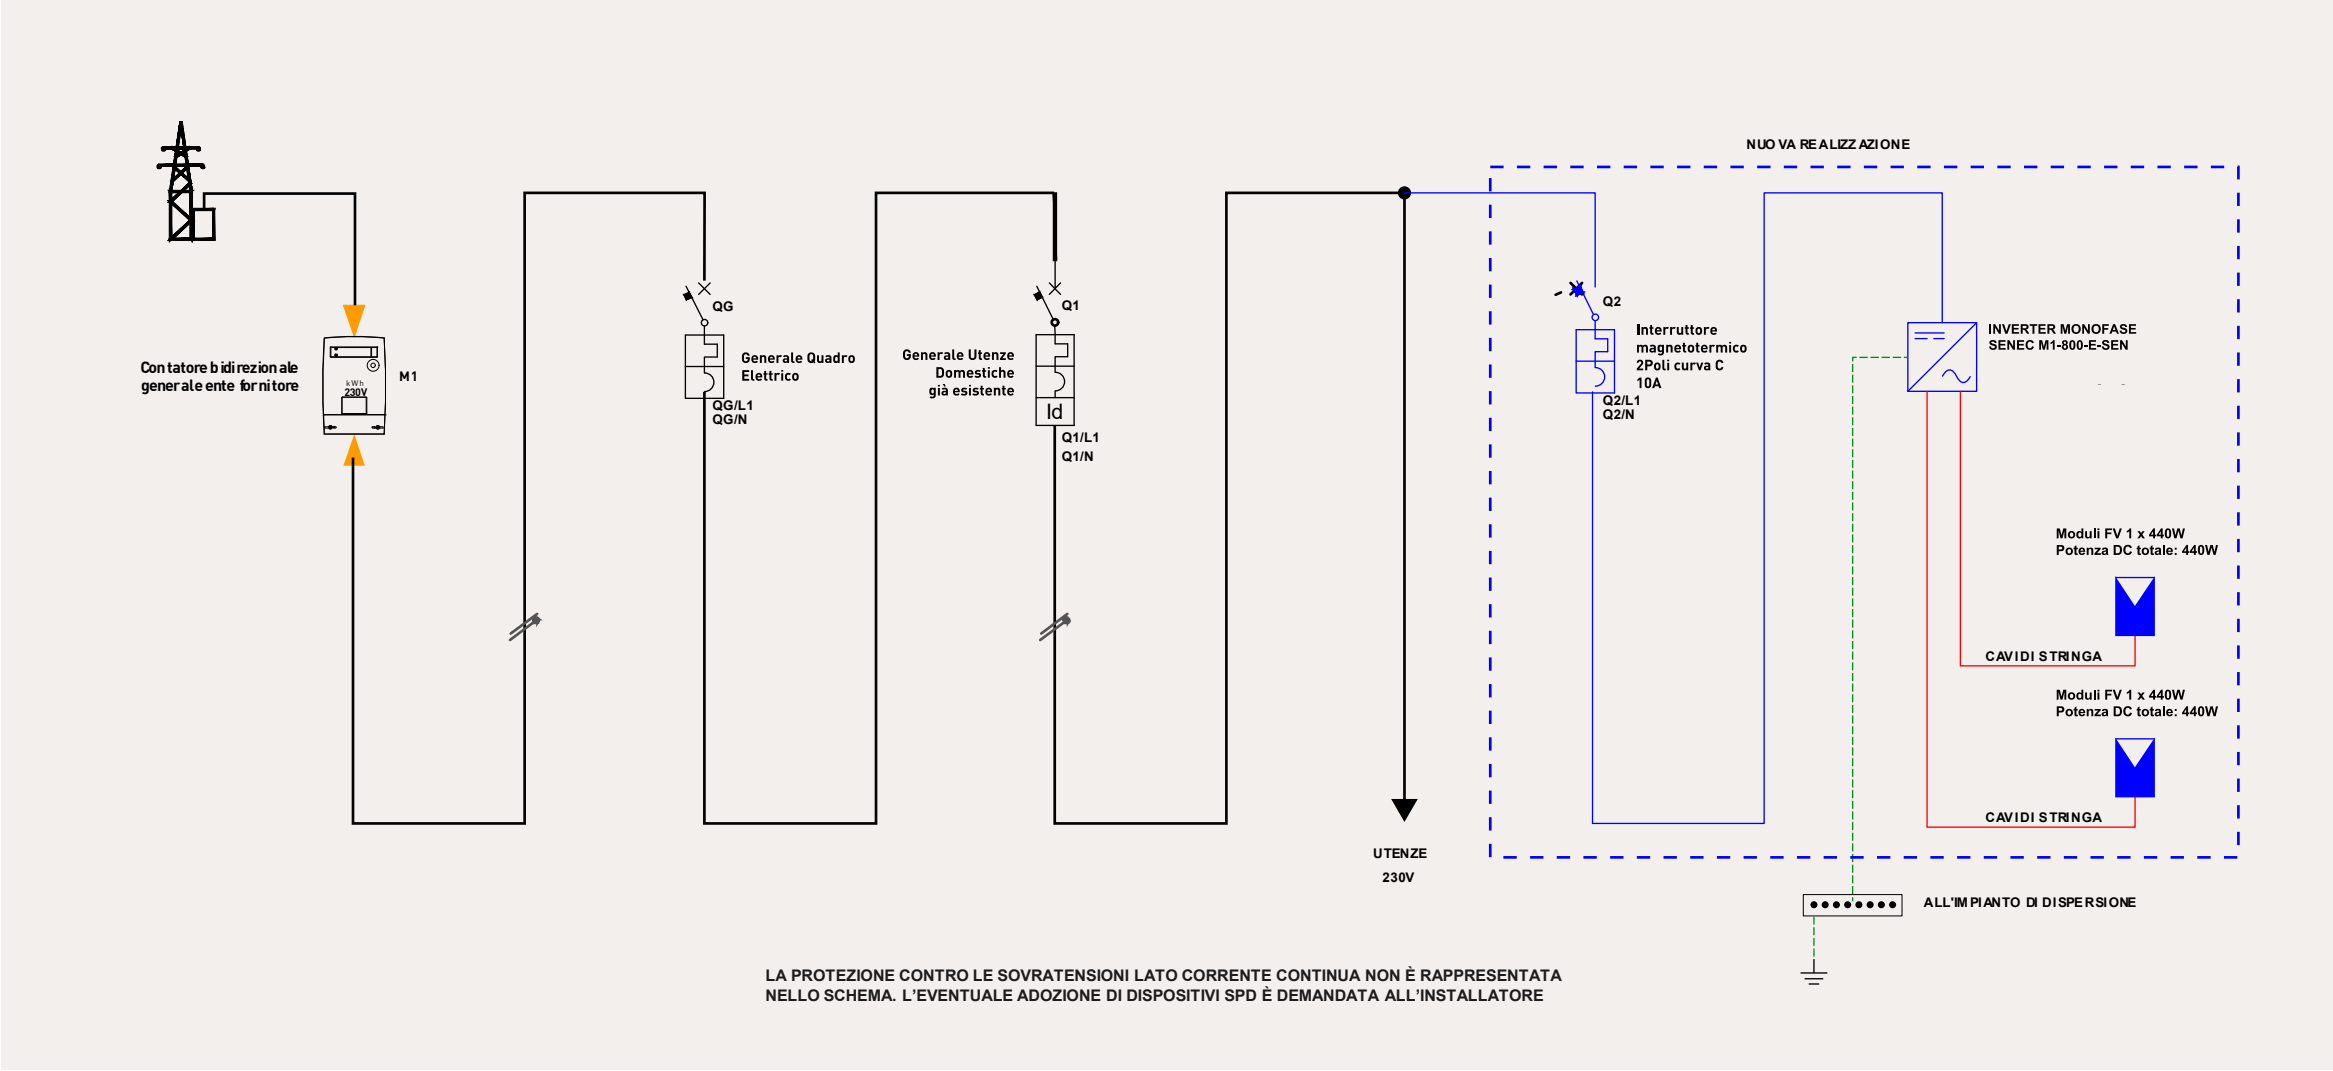 NUOVA REALIZZAZIONE
Contatore bidirezionale
generale ente fornitore
kWh
230V
M1
QG
Generale Quadro
Elettrico
QG/L1
QG/N
Q1
Generale Utenze
Domestiche
già esistente
Id
Q1/L1
Q1/N
Q2
Interruttore
magnetotermico
2Poli curva C
10A
Q2/L1
Q2/N
INVERTER MONOFASE
SENEC M1-800-E-SEN
Moduli FV 1 x 440W
Potenza DC totale: 440W
CAVI DI STRINGA
Moduli FV 1 x 440W
Potenza DC totale: 440W
CAVI DI STRINGA
UTENZE
230V
ALL'IMPIANTO DI DISPERSIONE
LA PROTEZIONE CONTRO LE SOVRATENSIONI LATO CORRENTE CONTINUA NON È RAPPRESENTATA
NELLO SCHEMA. L’EVENTUALE ADOZIONE DI DISPOSITIVI SPD È DEMANDATA ALL’INSTALLATORE